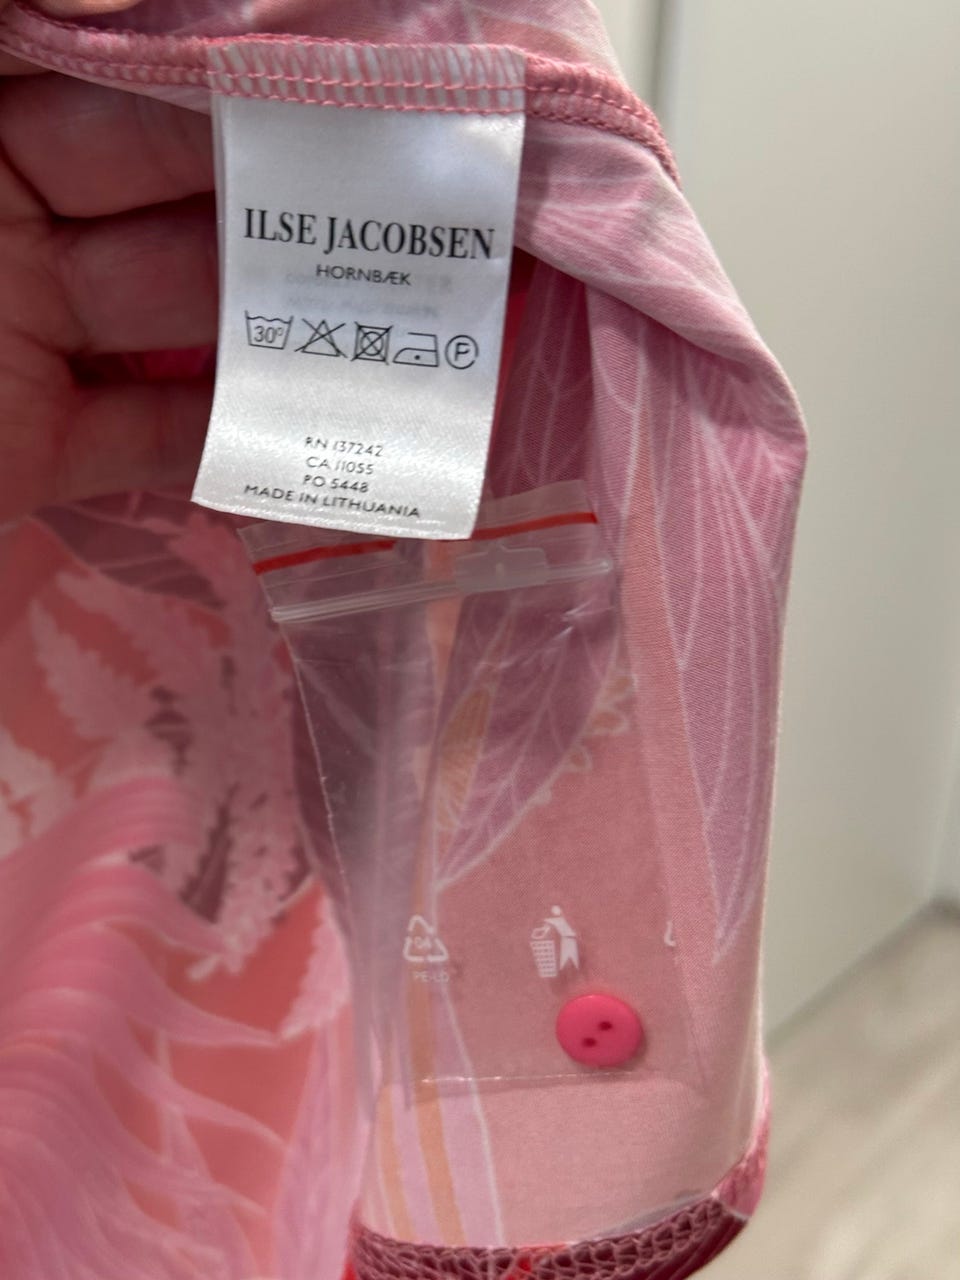 ILSE JACOBSEN
HORNBÆK
30°
F
RN 137242
CA 11055
PO 5448
MADE IN LITHUANIA
04
PE-LD